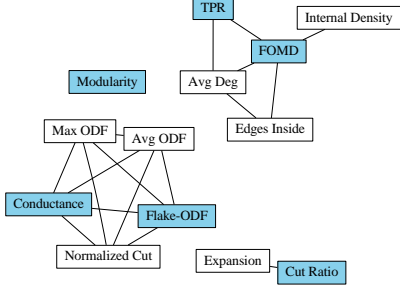 TPR
Internal Density
FOMD
Modularity
Avg Deg
Edges Inside
Max ODF
Avg ODF
Conductance
Flake-ODF
Normalized Cut
Expansion
Cut Ratio